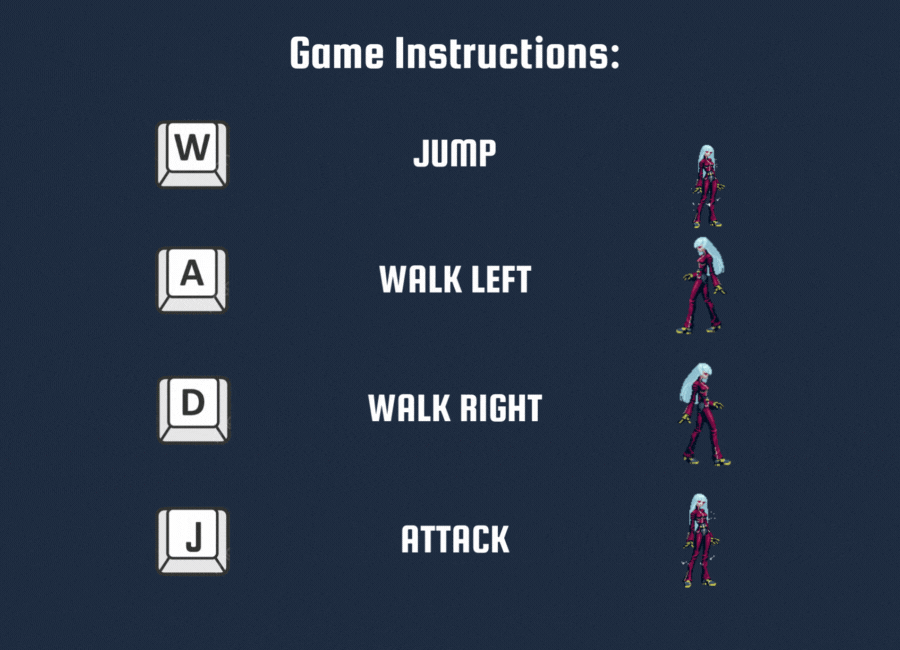 Game Instructions:
W JUMP
A WALK LEFT
D WALK RIGHT
J ATTACK